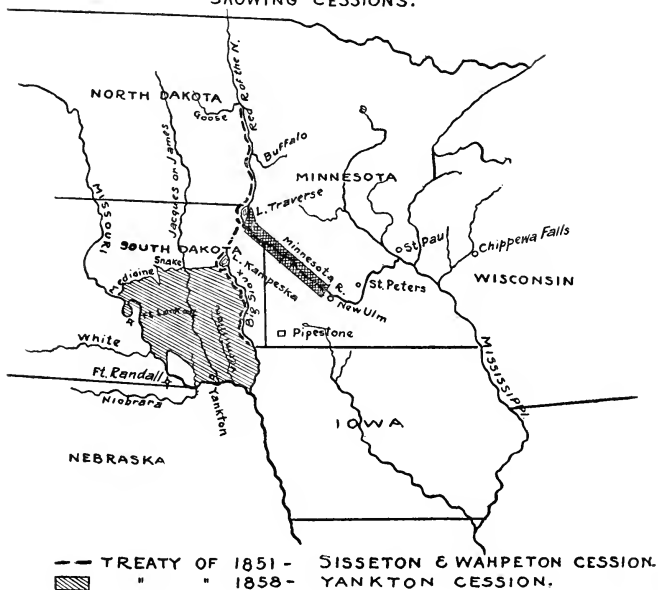 SHOWING CESSIONS.
NORTH DAKOTA
Goose
Red R of the N.
Jacques or James
Buffalo
MINNESOTA
MISSOURI
L. Traverse
SOUTH DAKOTA
Snake
Medicine
L. Kampeska
Big Sioux
Minnesota R.
St Paul
Chippewa Falls
St. Peters
New Ulm
WISCONSIN
Pipestone
White
Ft. Randall
Niobrara
Yankton
MISSISSIPPI
IOWA
NEBRASKA
TREATY OF 1851 - SISSETON & WAHPETON CESSION.
" " 1858 - YANKTON CESSION.